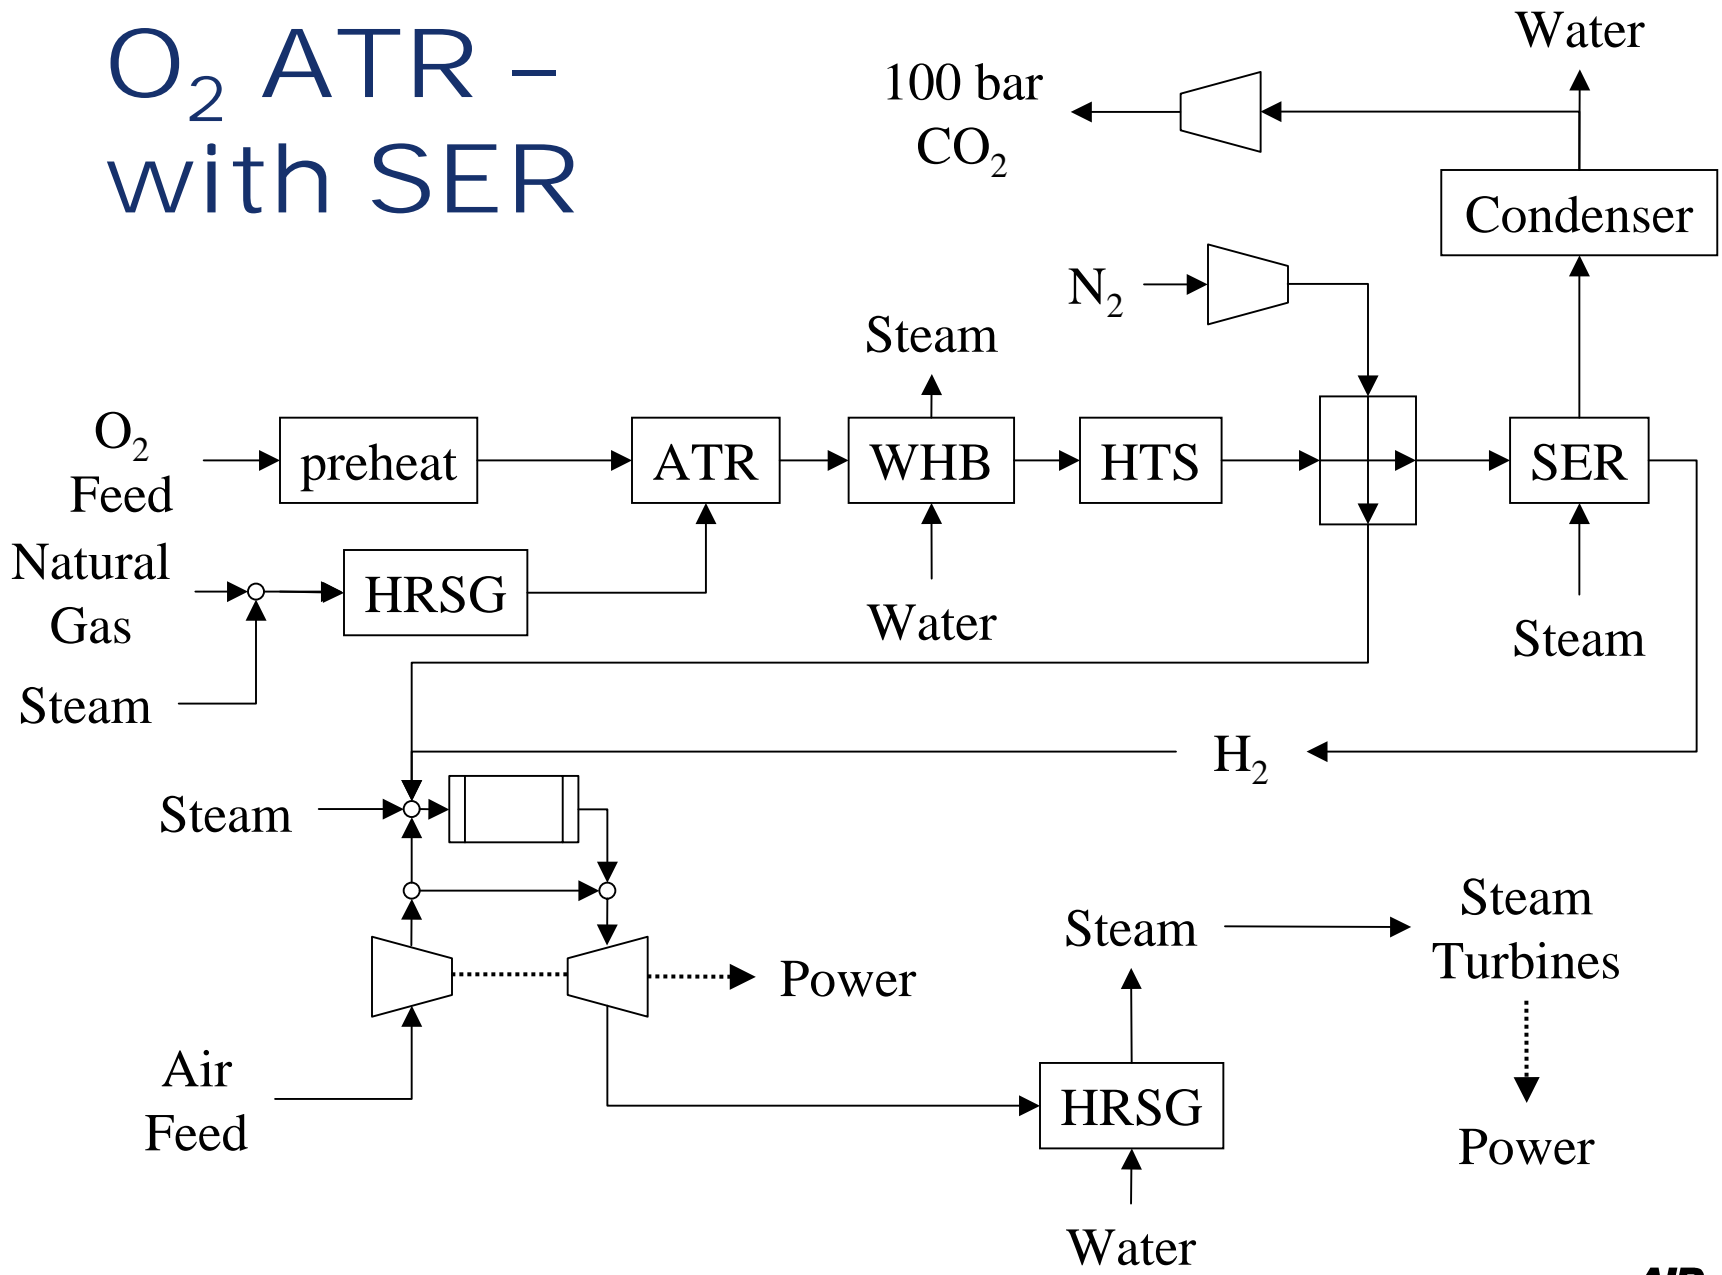 O₂ ATR –
with SER
Water
100 bar
CO₂
Condenser
N₂
Steam
O₂
Feed
preheat
ATR
WHB
HTS
SER
Natural
Gas
HRSG
Water
Steam
Steam
H₂
Steam
Steam
Steam
Turbines
Power
Air
Feed
HRSG
Power
Water